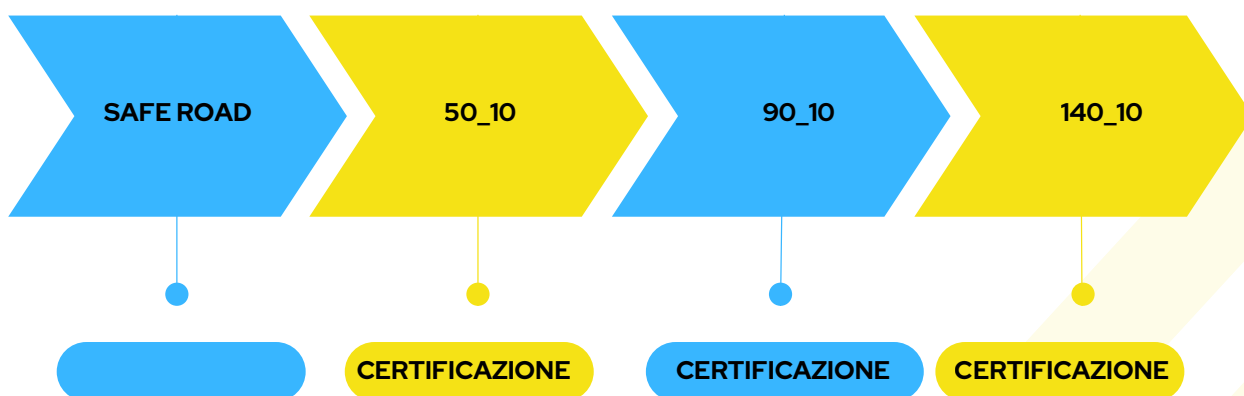 SAFE ROAD
50_10
90_10
140_10
CERTIFICAZIONE
CERTIFICAZIONE
CERTIFICAZIONE